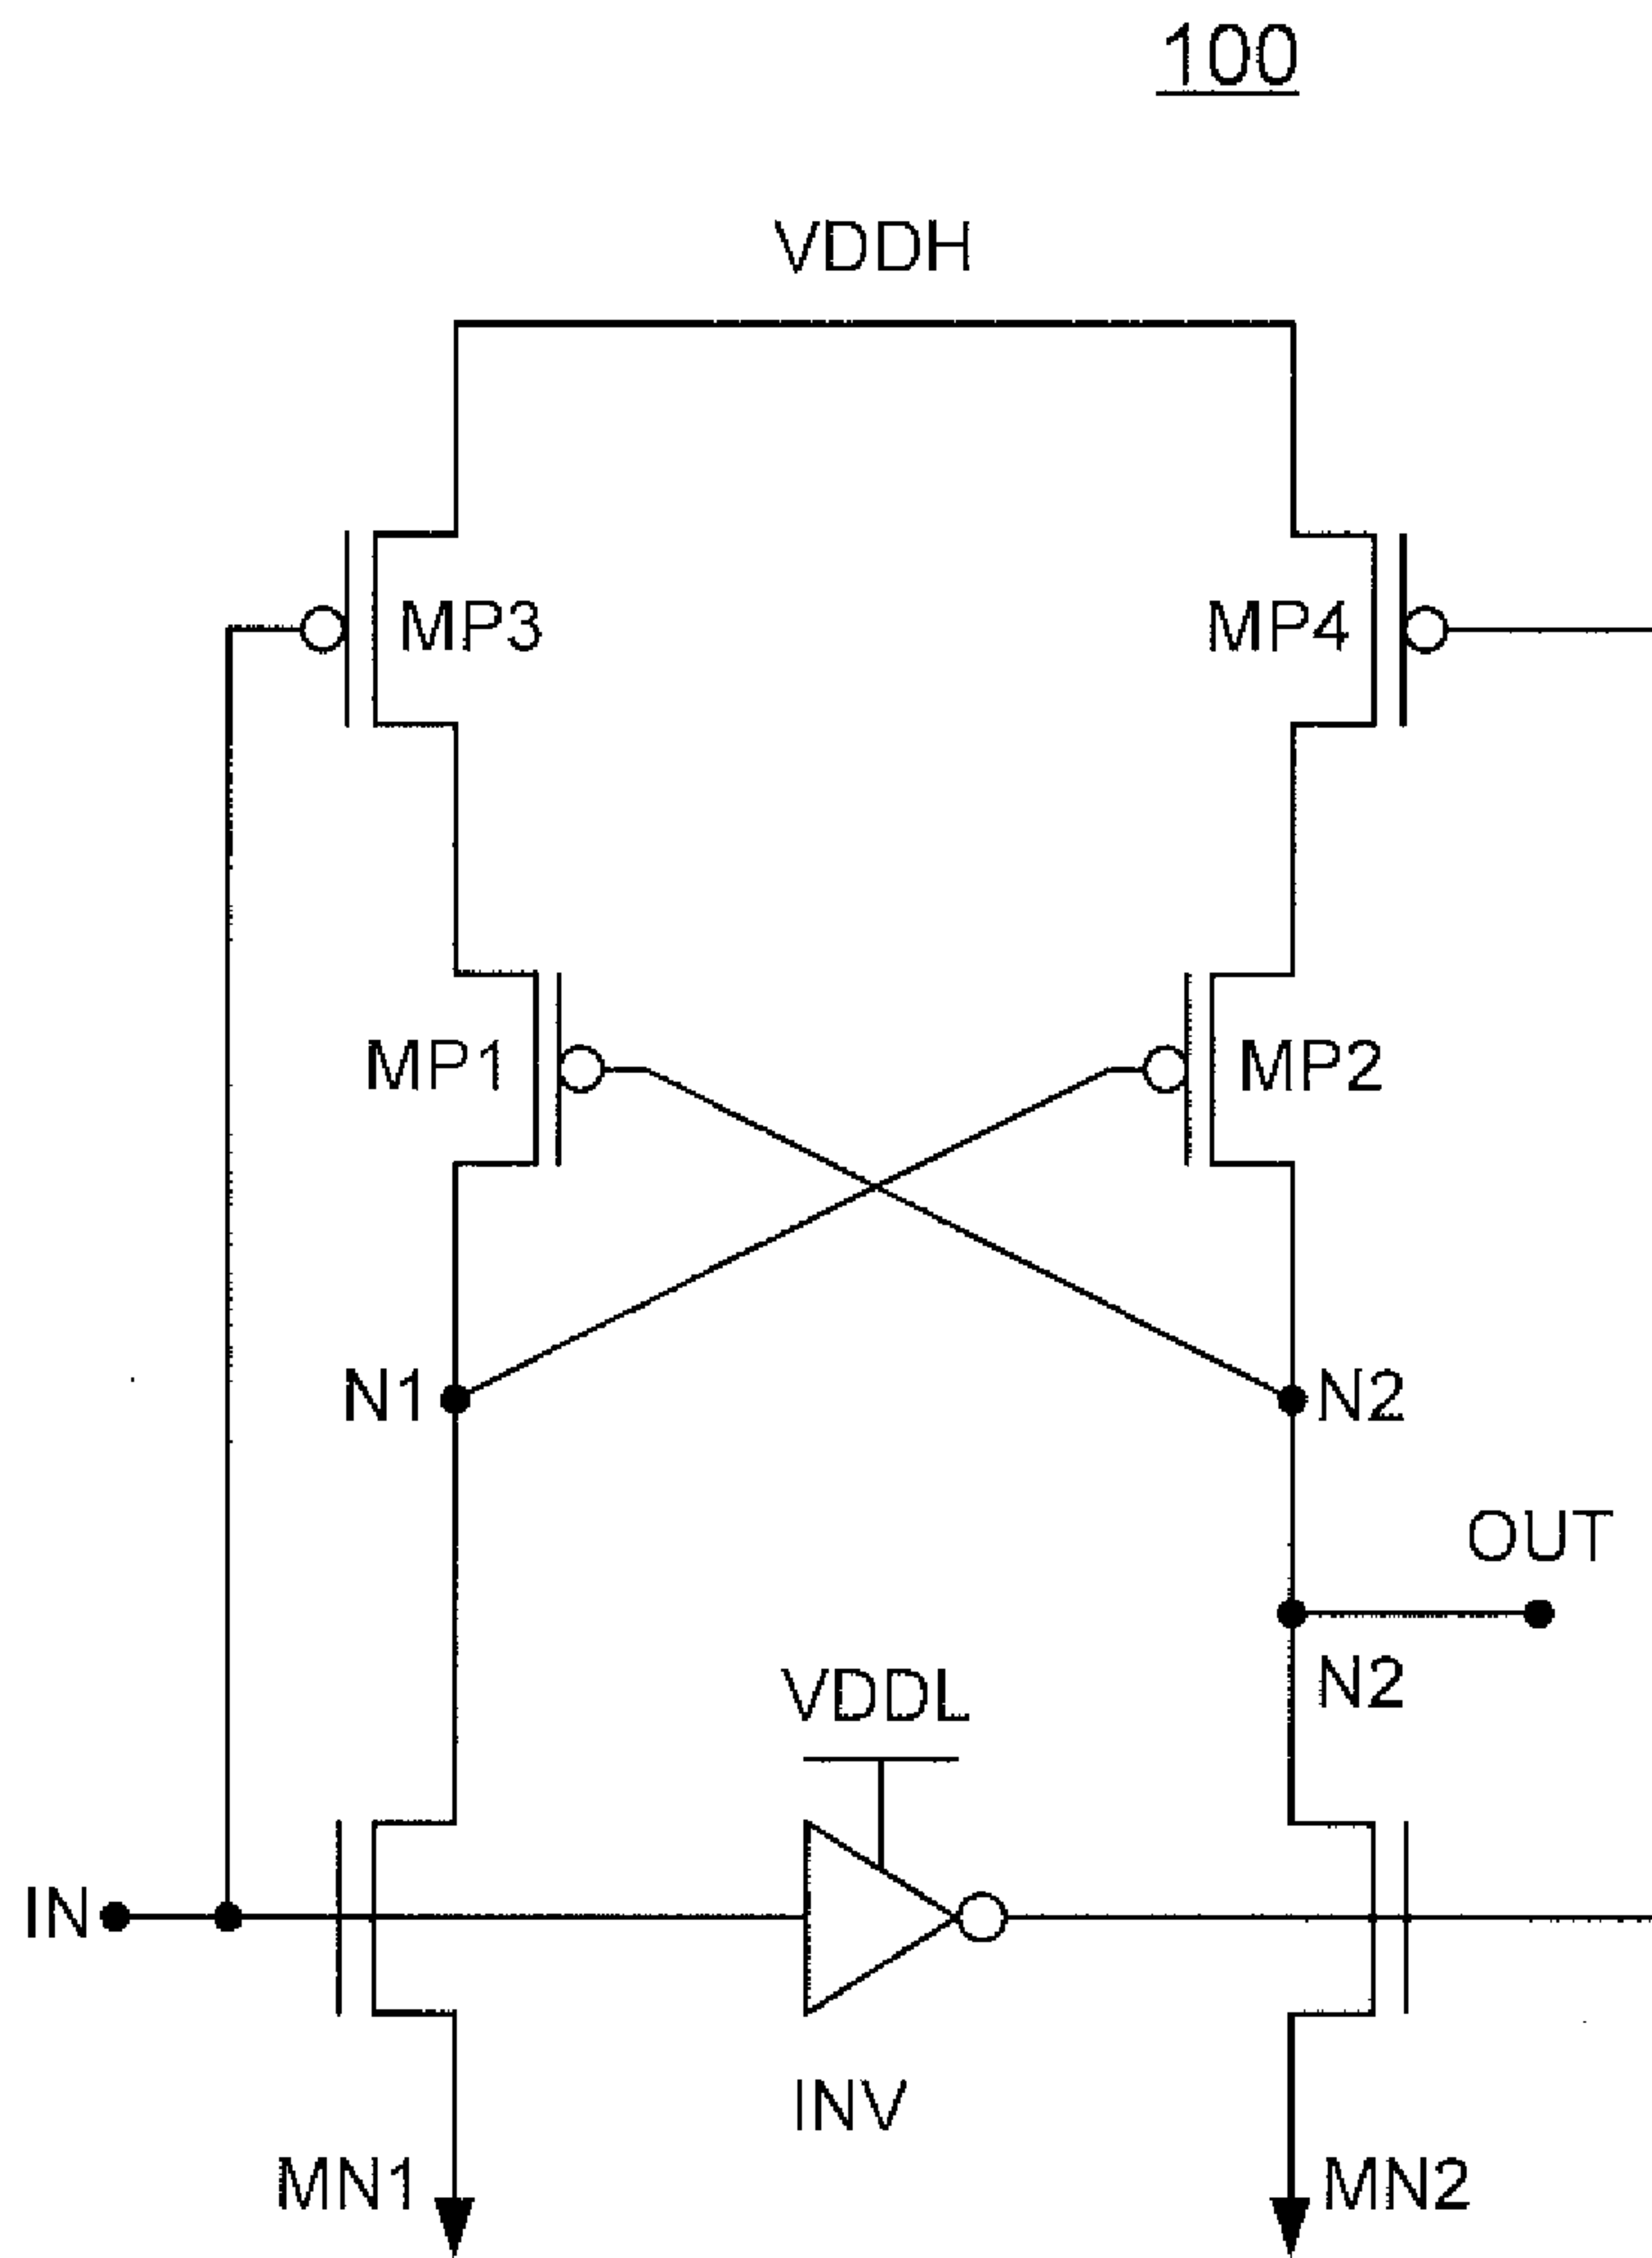 100
VDDH
MP3
MP4
MP1
MP2
N1
N2
OUT
VDDL
N2
IN
INV
MN1
MN2